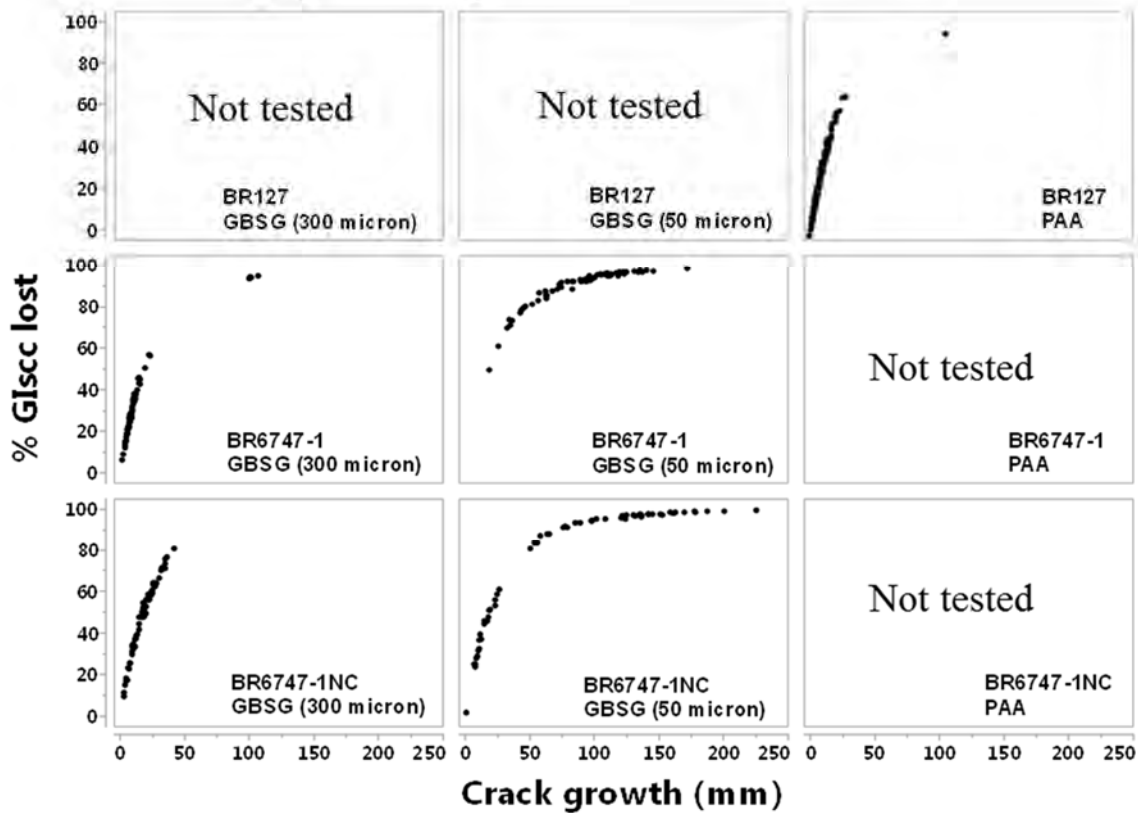 % GIscc lost
100
80
60
40
20
0
Not tested
BR127
GBSG (300 micron)
Not tested
BR127
GBSG (50 micron)
BR127
PAA
100
80
60
40
20
0
BR6747-1
GBSG (300 micron)
BR6747-1
GBSG (50 micron)
Not tested
BR6747-1
PAA
100
80
60
40
20
0
BR6747-1NC
GBSG (300 micron)
BR6747-1NC
GBSG (50 micron)
Not tested
BR6747-1NC
PAA
0 50 100 150 200 250 0 50 100 150 200 250 0 50 100 150 200 250
Crack growth (mm)